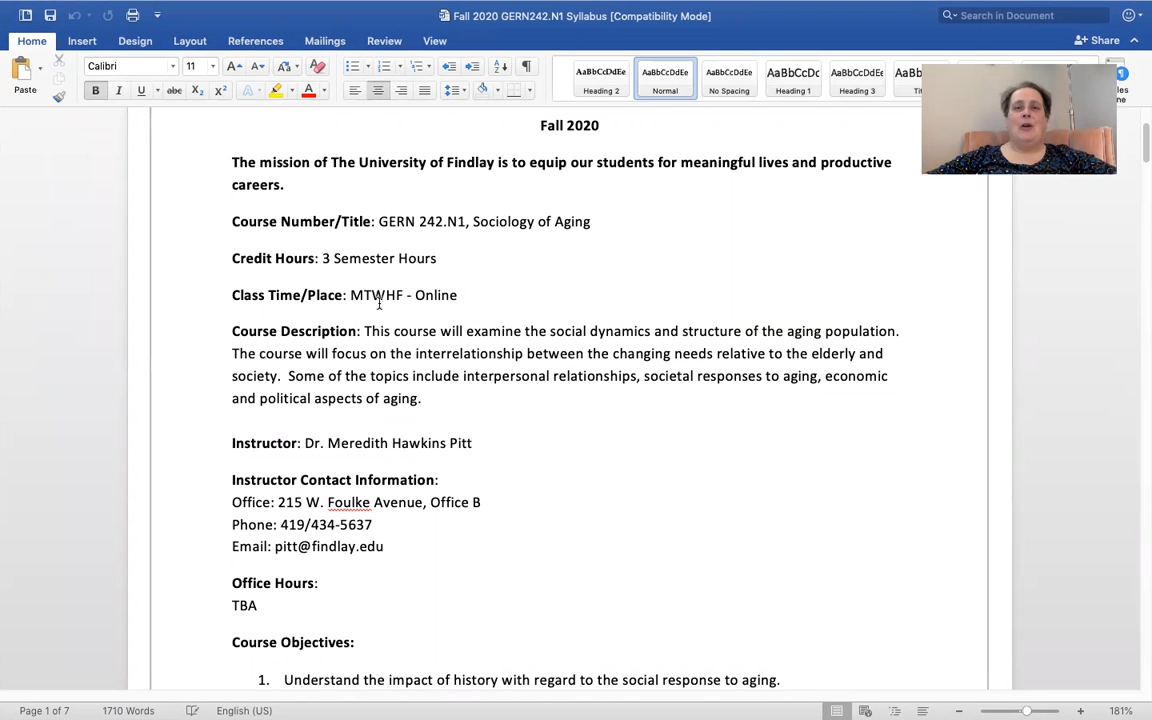 Fall 2020 GERN242.N1 Syllabus [Compatibility Mode]
Search in Document
Home Insert Design Layout References Mailings Review View
Share
Paste
Calibri 11
AaBbCcDdEe AaBbCcDdEe AaBbCcDdEe AaBbCcDc AaBbCcDdEe AaBb
Heading 2 Normal No Spacing Heading 1 Heading 3
Fall 2020
The mission of The University of Findlay is to equip our students for meaningful lives and productive
careers.
Course Number/Title: GERN 242.N1, Sociology of Aging
Credit Hours: 3 Semester Hours
Class Time/Place: MTWHF - Online
Course Description: This course will examine the social dynamics and structure of the aging population.
The course will focus on the interrelationship between the changing needs relative to the elderly and
society. Some of the topics include interpersonal relationships, societal responses to aging, economic
and political aspects of aging.
Instructor: Dr. Meredith Hawkins Pitt
Instructor Contact Information:
Office: 215 W. Foulke Avenue, Office B
Phone: 419/434-5637
Email: pitt@findlay.edu
Office Hours:
TBA
Course Objectives:
1. Understand the impact of history with regard to the social response to aging.
Page 1 of 7 1710 Words English (US) 181%